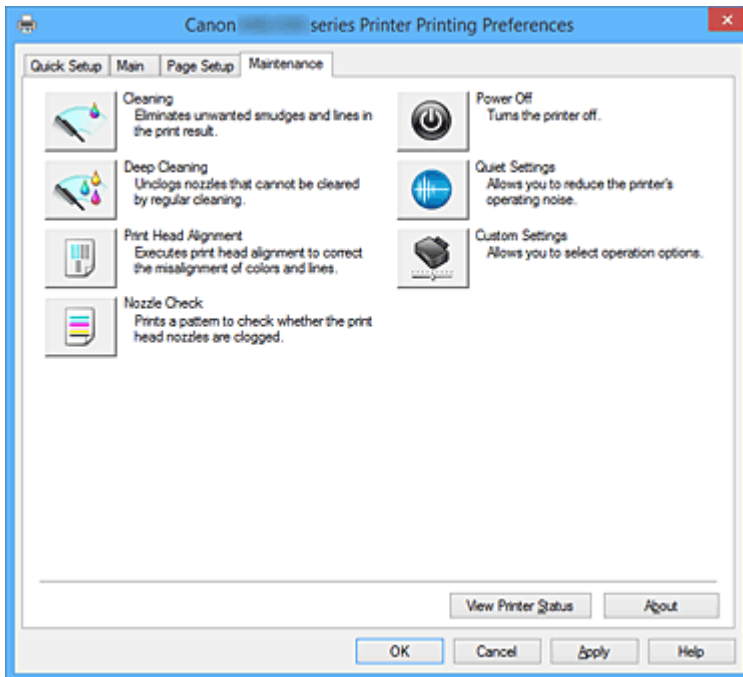 Canon series Printer Printing Preferences
Quick Setup Main Page Setup Maintenance
Cleaning
Eliminates unwanted smudges and lines in
the print result.
Deep Cleaning
Unclogs nozzles that cannot be cleared
by regular cleaning.
Print Head Alignment
Executes print head alignment to correct
the misalignment of colors and lines.
Nozzle Check
Prints a pattern to check whether the print
head nozzles are clogged.
Power Off
Turns the printer off.
Quiet Settings
Allows you to reduce the printer's
operating noise.
Custom Settings
Allows you to select operation options.
View Printer Status About
OK Cancel Apply Help